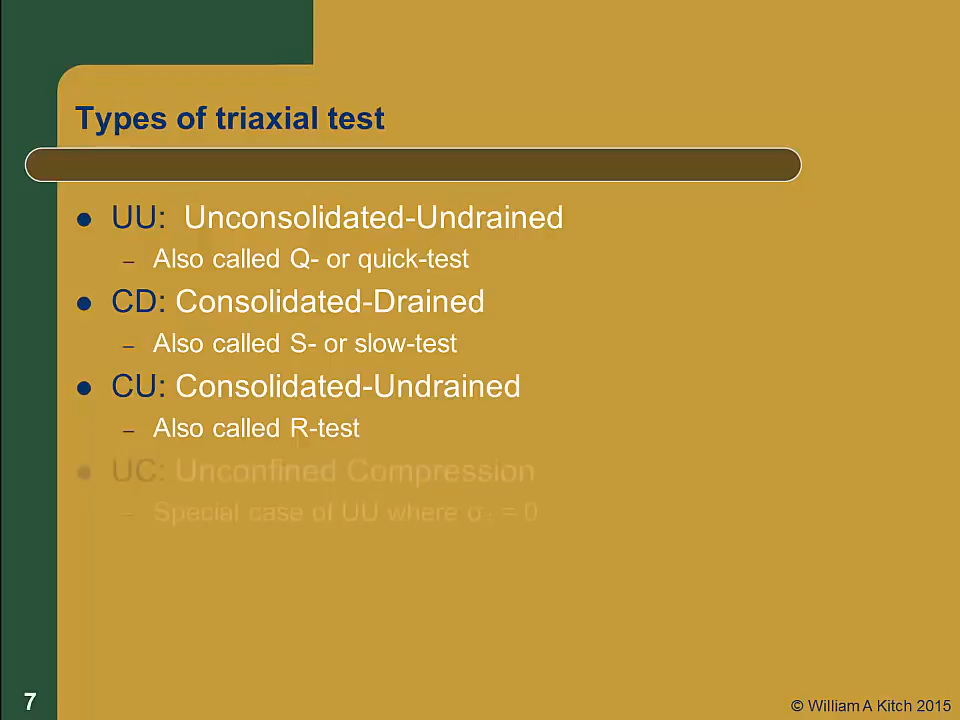 Types of triaxial test
● UU: Unconsolidated-Undrained
– Also called Q- or quick-test
● CD: Consolidated-Drained
– Also called S- or slow-test
● CU: Consolidated-Undrained
– Also called R-test
● UC: Unconfined Compression
– Special case of UU where σ = 0
7
© William A Kitch 2015